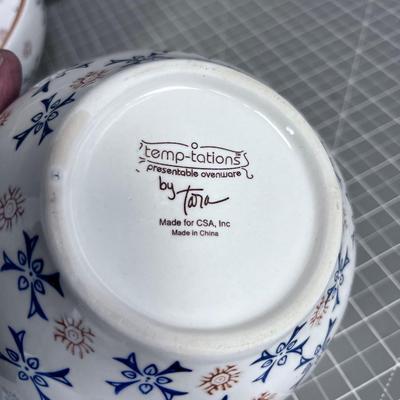 temp-tations
presentable ovenware
by Tara
Made for CSA, Inc
Made in China